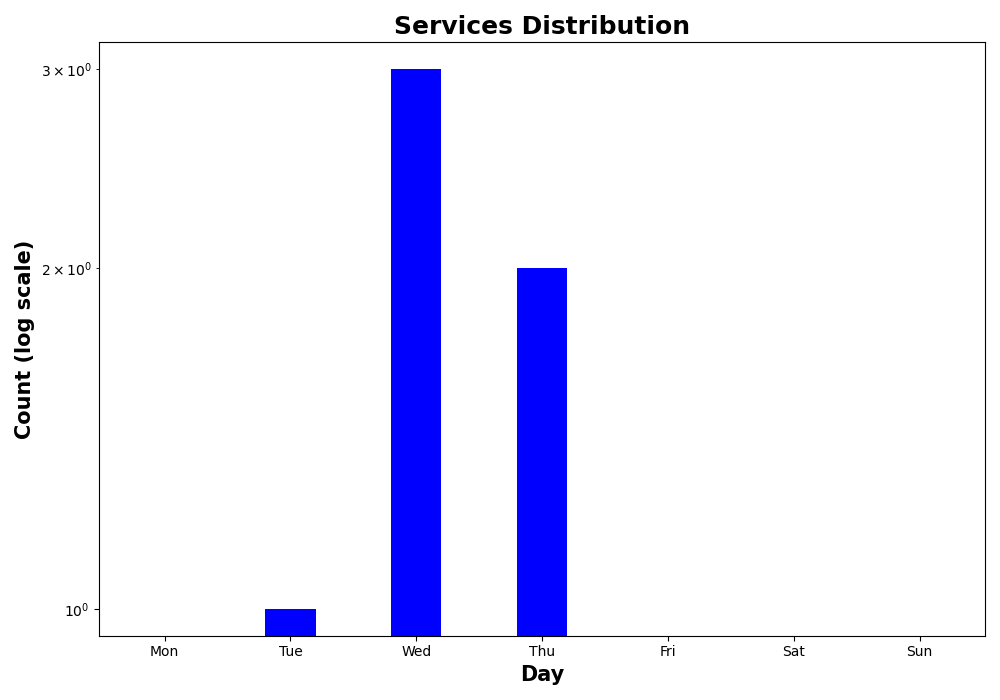 Services Distribution
3 × 10⁰
2 × 10⁰
10⁰
Count (log scale)
Mon Tue Wed Thu Fri Sat Sun
Day